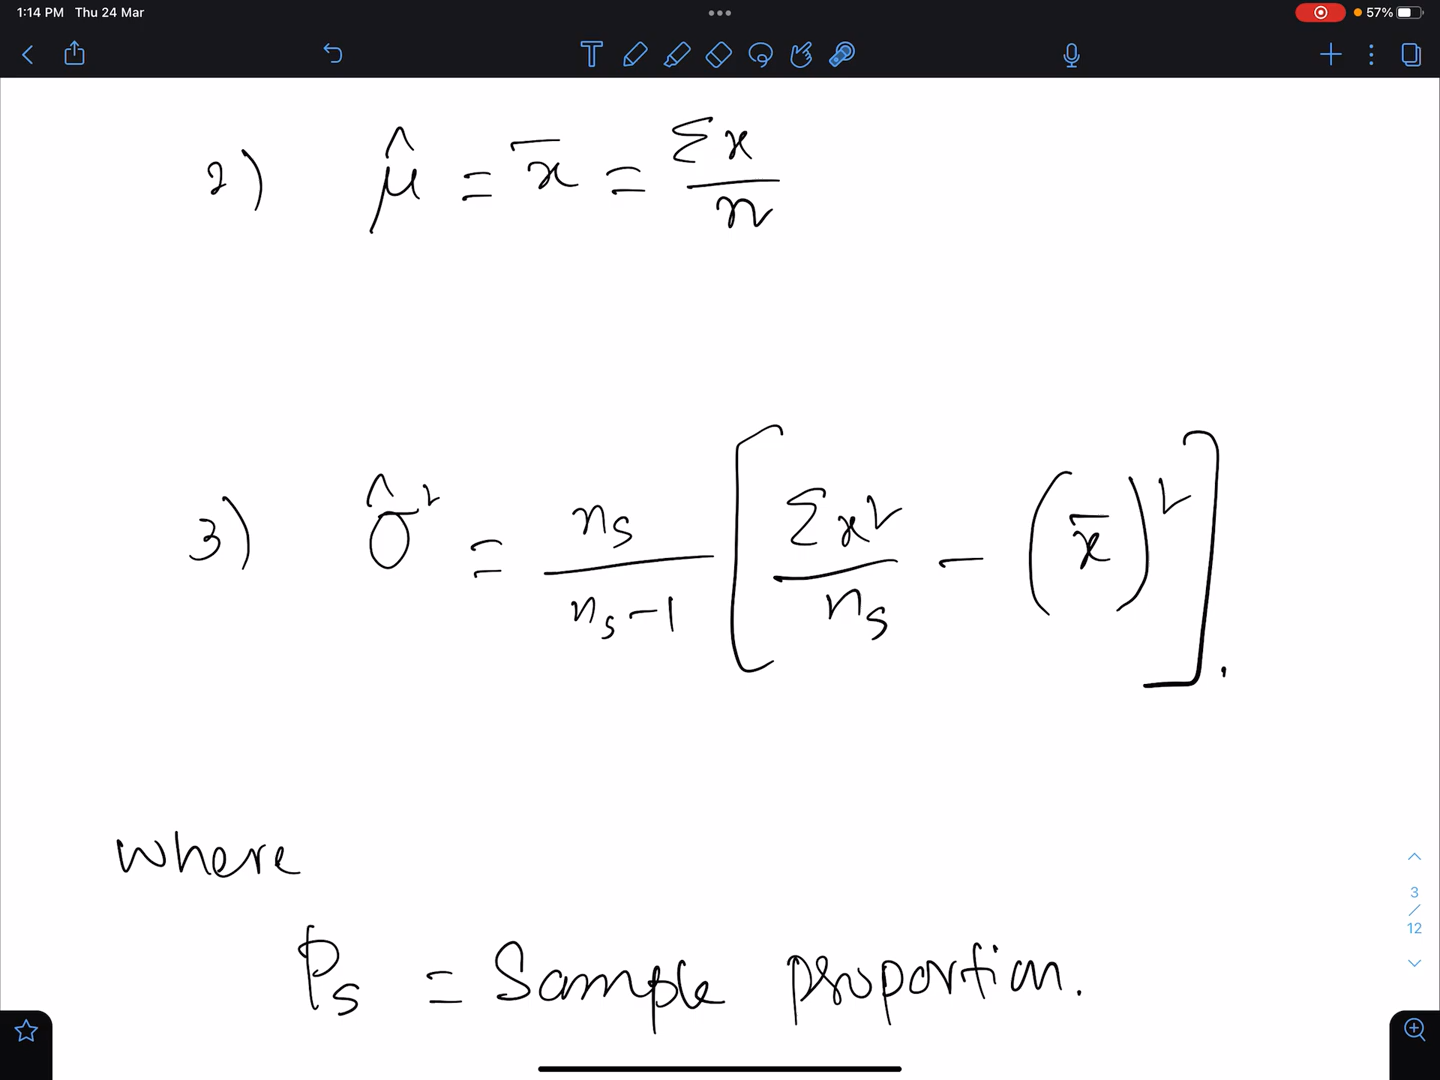 1:14 PM Thu 24 Mar 57%
2) μ̂ = x̄ = Σx / n
3) σ̂² = nₛ / (nₛ-1) [ Σx² / nₛ - (x̄)² ].
where
Pₛ = Sample proportion.
3 / 12